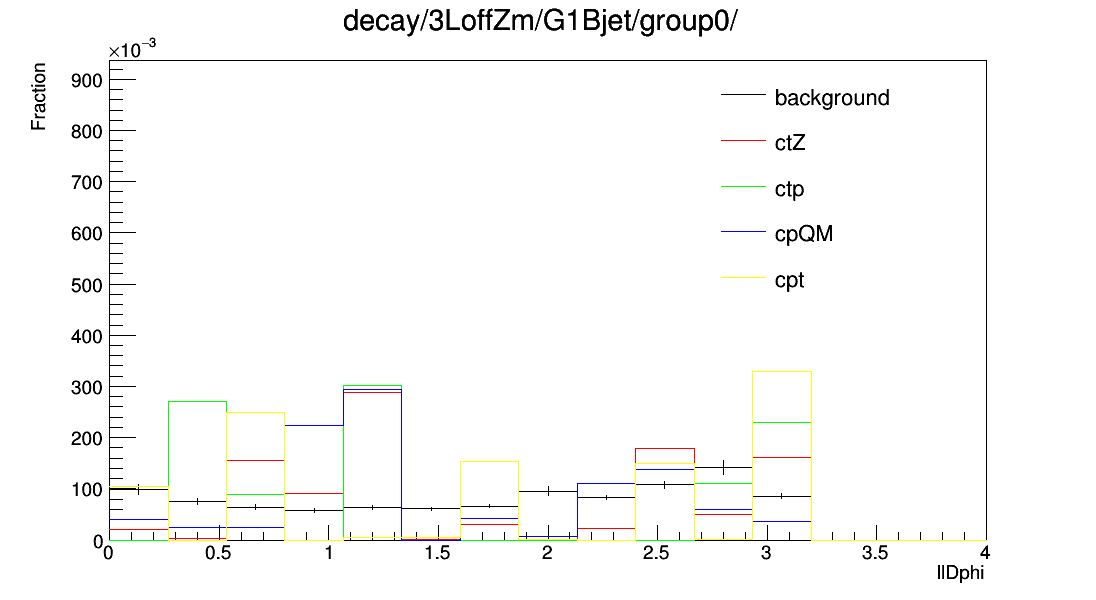 decay/3LoffZm/G1Bjet/group0/
×10⁻³
Fraction
900
800
700
600
500
400
300
200
100
0
background
ctZ
ctp
cpQM
cpt
0 0.5 1 1.5 2 2.5 3 3.5 4
llDphi